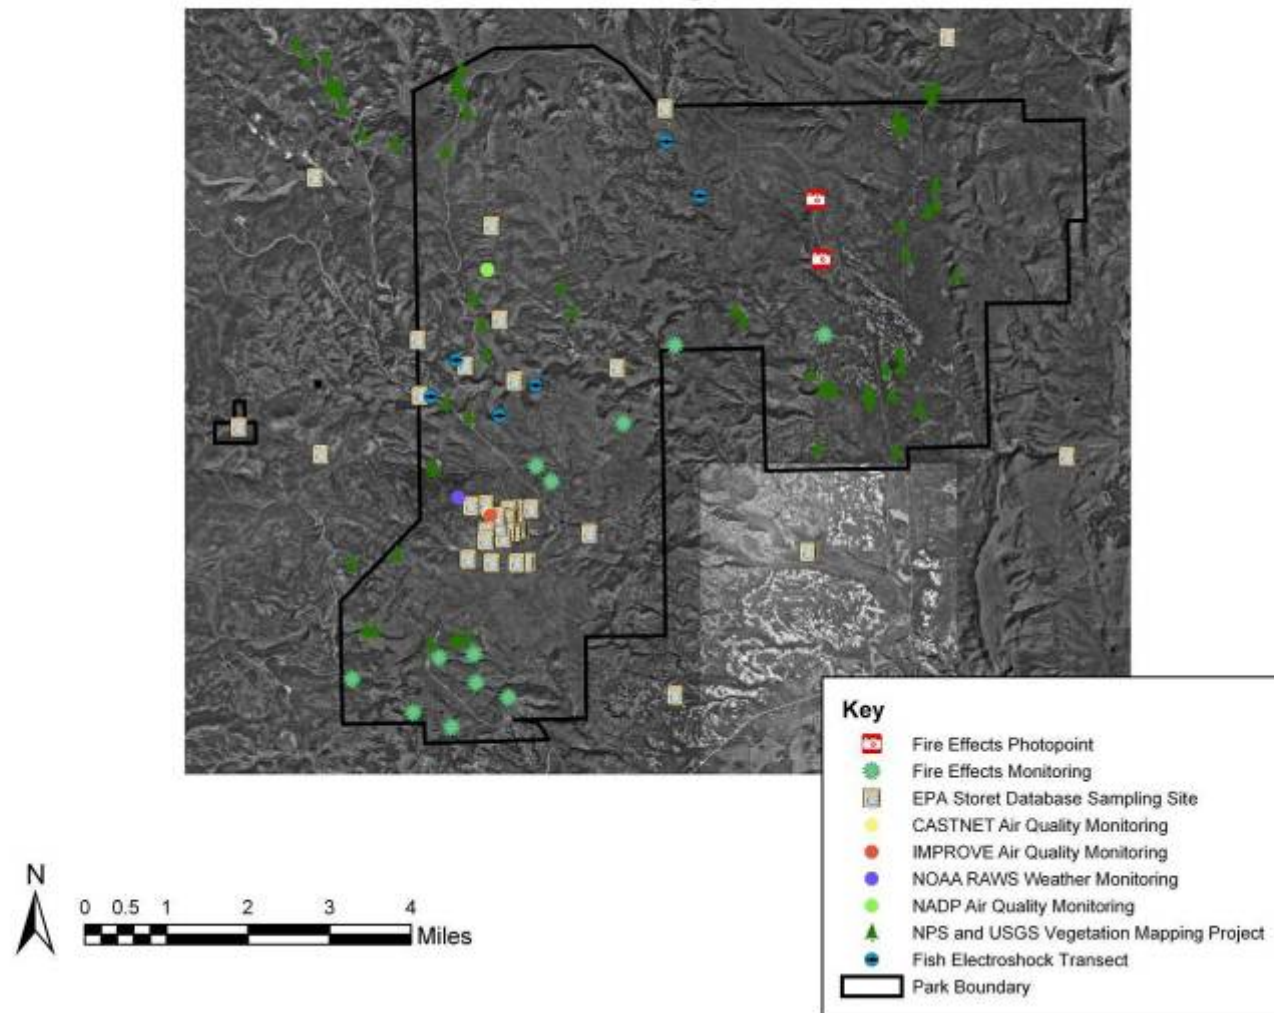 Key
Fire Effects Photopoint
Fire Effects Monitoring
EPA Storet Database Sampling Site
CASTNET Air Quality Monitoring
IMPROVE Air Quality Monitoring
NOAA RAWS Weather Monitoring
NADP Air Quality Monitoring
NPS and USGS Vegetation Mapping Project
Fish Electroshock Transect
Park Boundary
N
0 0.5 1 2 3 4
Miles